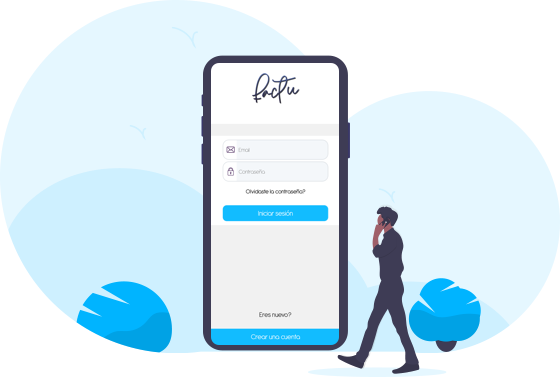 factu
Email
Contraseña
Olvidaste la contraseña?
Iniciar sesión
Eres nuevo?
Crear una cuenta